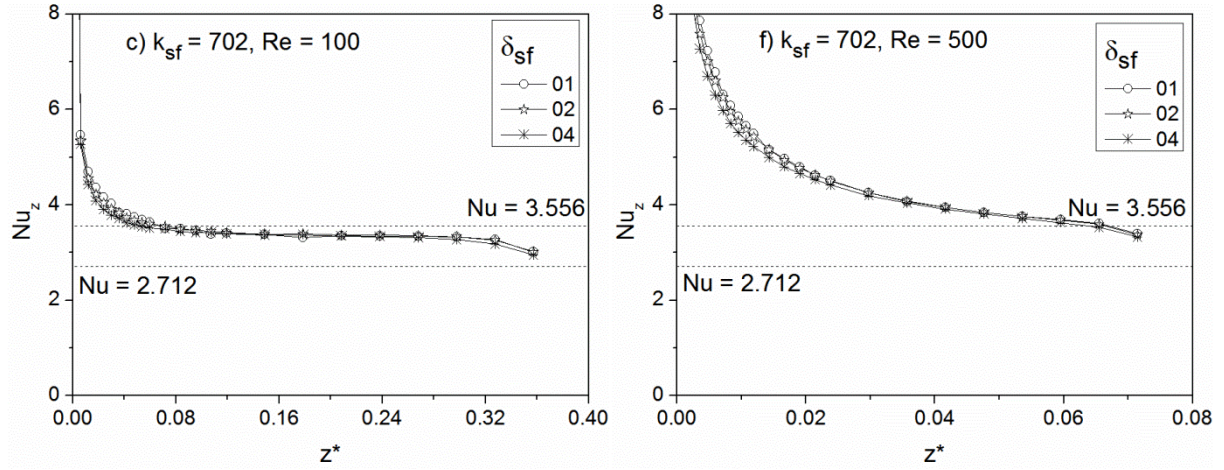 c) k_sf = 702, Re = 100
δ_sf
01
02
04
Nu = 3.556
Nu = 2.712
Nu_z
8
6
4
2
0
0.00 0.08 0.16 0.24 0.32 0.40
z*
f) k_sf = 702, Re = 500
δ_sf
01
02
04
Nu = 3.556
Nu = 2.712
Nu_z
8
6
4
2
0
0.00 0.02 0.04 0.06 0.08
z*